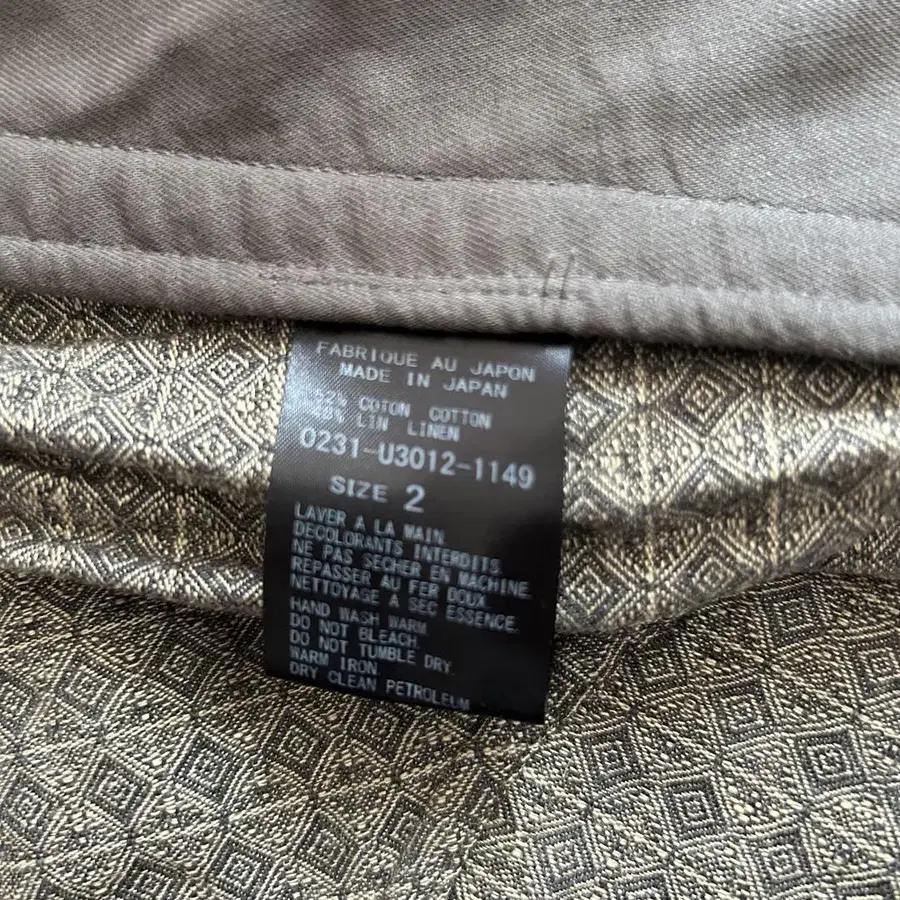 FABRIQUE AU JAPON
MADE IN JAPAN
52% COTON COTTON
48% LIN LINEN
0231-U3012-1149
SIZE 2
LAVER A LA MAIN
DECOLORANTS INTERDITS.
NE PAS SECHER EN MACHINE.
REPASSER AU FER DOUX.
NETTOYAGE A SEC ESSENCE.
HAND WASH WARM.
DO NOT BLEACH.
DO NOT TUMBLE DRY.
WARM IRON.
DRY CLEAN PETROLEUM